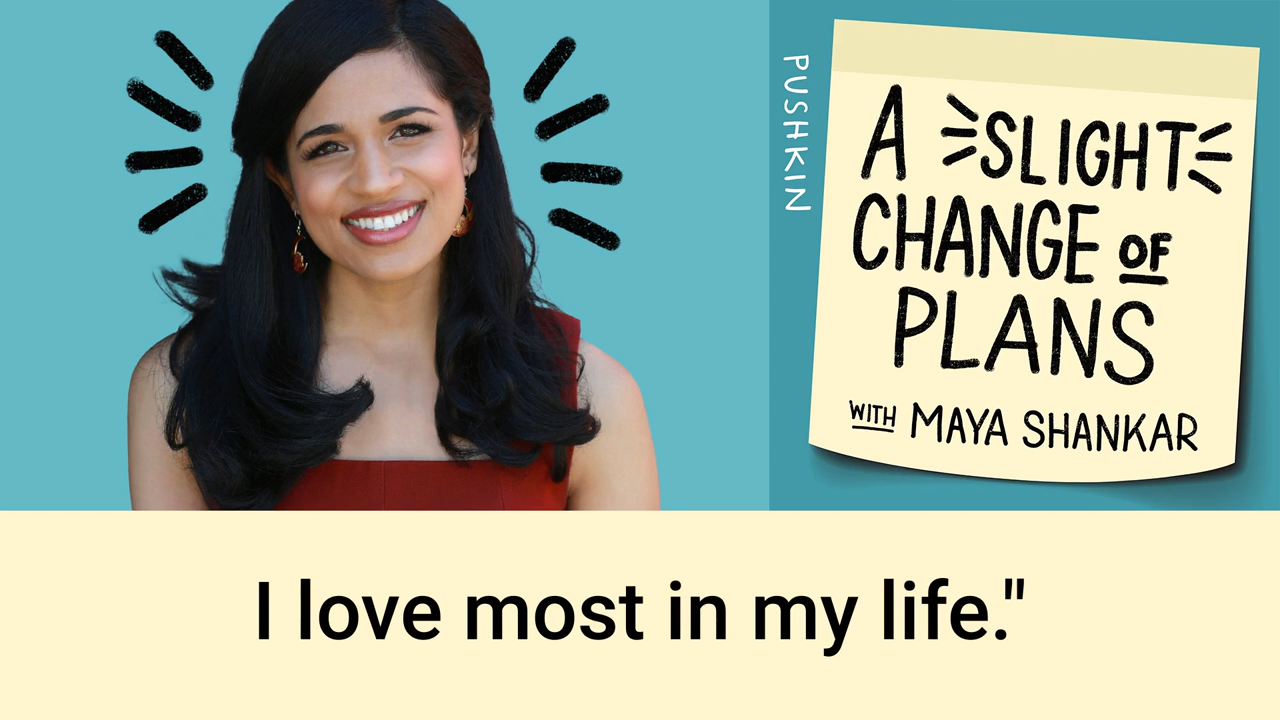 PUSHKIN
A SLIGHT
CHANGE OF
PLANS
WITH MAYA SHANKAR
I love most in my life."